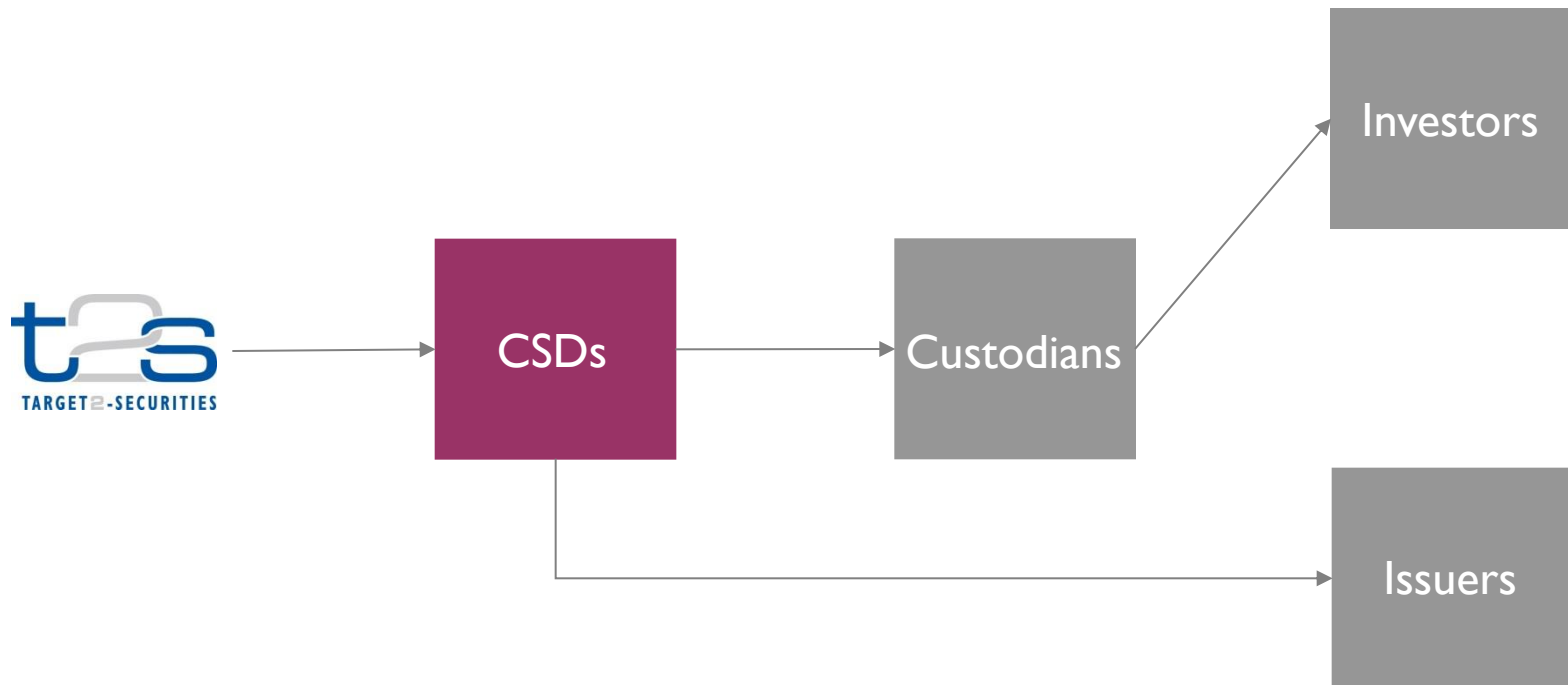 Investors
t2s
TARGET2-SECURITIES
CSDs
Custodians
Issuers